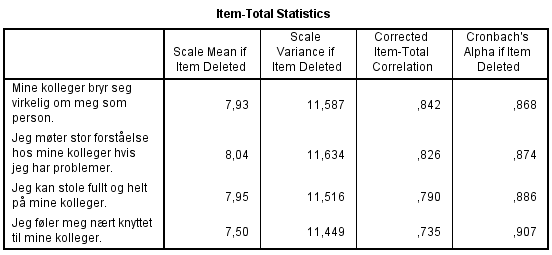 Item-Total Statistics
Scale Mean if Item Deleted
Scale Variance if Item Deleted
Corrected Item-Total Correlation
Cronbach's Alpha if Item Deleted
Mine kolleger bryr seg
virkelig om meg som
person.
7,93 11,587 ,842 ,868
Jeg møter stor forståelse
hos mine kolleger hvis
jeg har problemer.
8,04 11,634 ,826 ,874
Jeg kan stole fullt og helt
på mine kolleger.
7,95 11,516 ,790 ,886
Jeg føler meg nært knyttet
til mine kolleger.
7,50 11,449 ,735 ,907